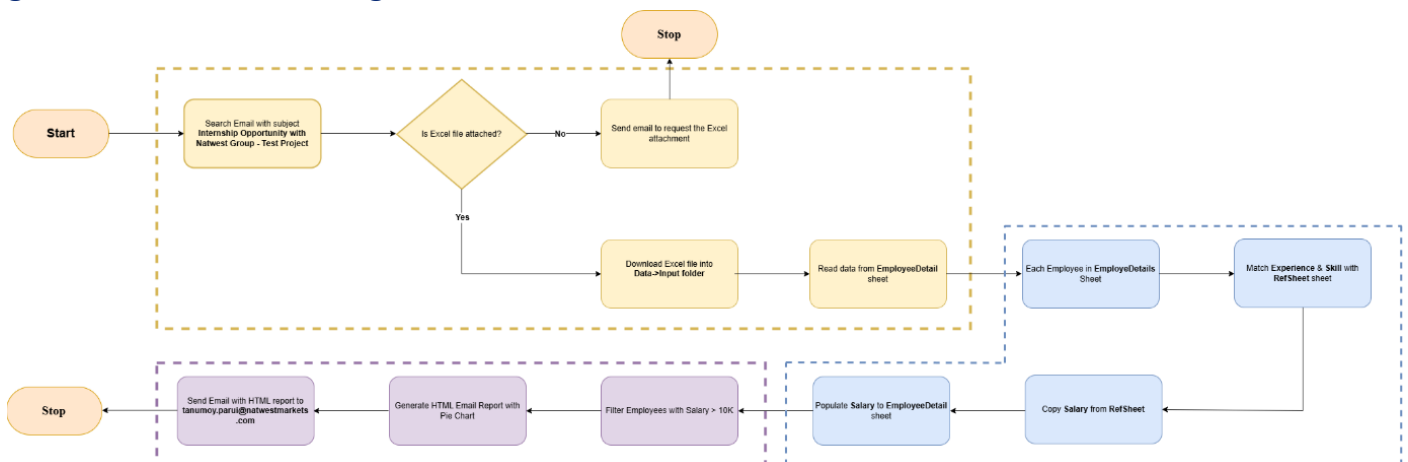 Stop
Start
Search Email with subject
Internship Opportunity with
Natwest Group - Test Project
Is Excel file attached?
No
Send email to request the Excel
attachment
Yes
Download Excel file into
Data->Input folder
Read data from EmployeeDetail
sheet
Each Employee in EmployeDetails
Sheet
Match Experience & Skill with
RefSheet sheet
Stop
Send Email with HTML report to
tanumoy.parui@natwestmarkets
.com
Generate HTML Email Report with
Pie Chart
Filter Employees with Salary > 10K
Populate Salary to EmployeeDetail
sheet
Copy Salary from RefSheet